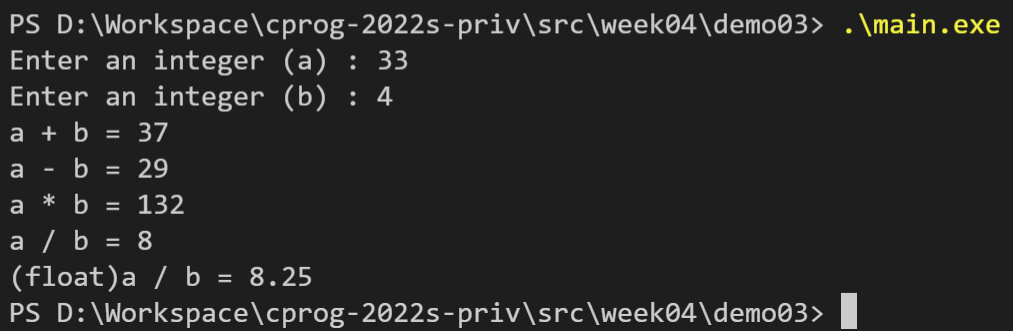 PS D:\Workspace\cprog-2022s-priv\src\week04\demo03> .\main.exe
Enter an integer (a) : 33
Enter an integer (b) : 4
a + b = 37
a - b = 29
a * b = 132
a / b = 8
(float)a / b = 8.25
PS D:\Workspace\cprog-2022s-priv\src\week04\demo03>